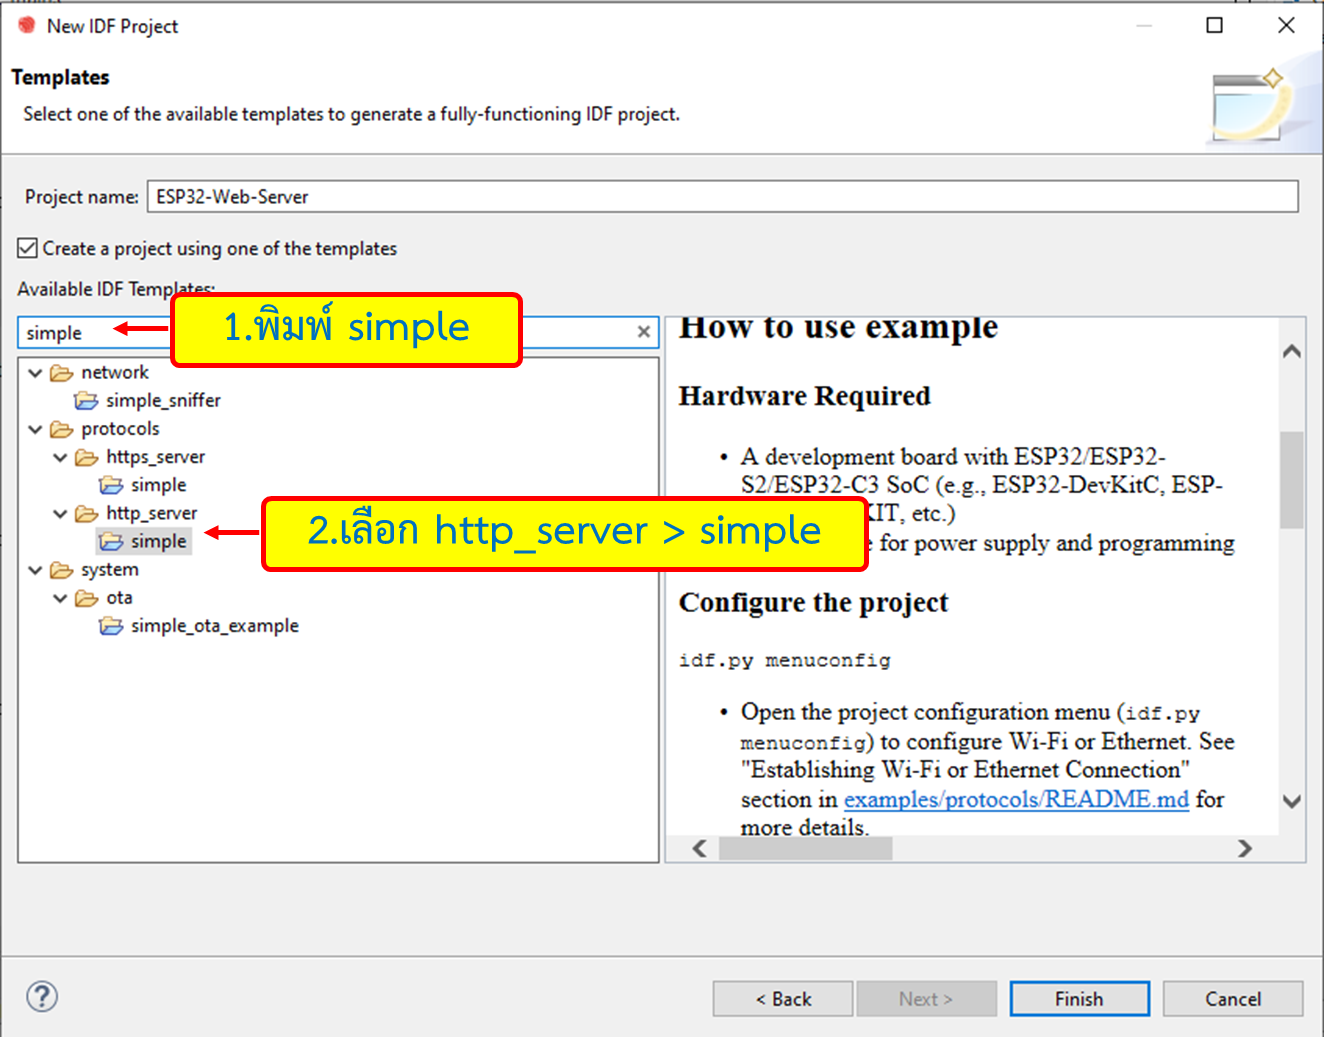 New IDF Project
Templates
Select one of the available templates to generate a fully-functioning IDF project.
Project name: ESP32-Web-Server
Create a project using one of the templates
Available IDF Templates:
simple
1.พิมพ์ simple
network
simple_sniffer
protocols
https_server
simple
http_server
simple
2.เลือก http_server > simple
system
ota
simple_ota_example
How to use example
Hardware Required
• A development board with ESP32/ESP32-
S2/ESP32-C3 SoC (e.g., ESP32-DevKitC, ESP-
KIT, etc.)
for power supply and programming
Configure the project
idf.py menuconfig
• Open the project configuration menu (idf.py
menuconfig) to configure Wi-Fi or Ethernet. See
"Establishing Wi-Fi or Ethernet Connection"
section in examples/protocols/README.md for
more details.
?
< Back
Next >
Finish
Cancel